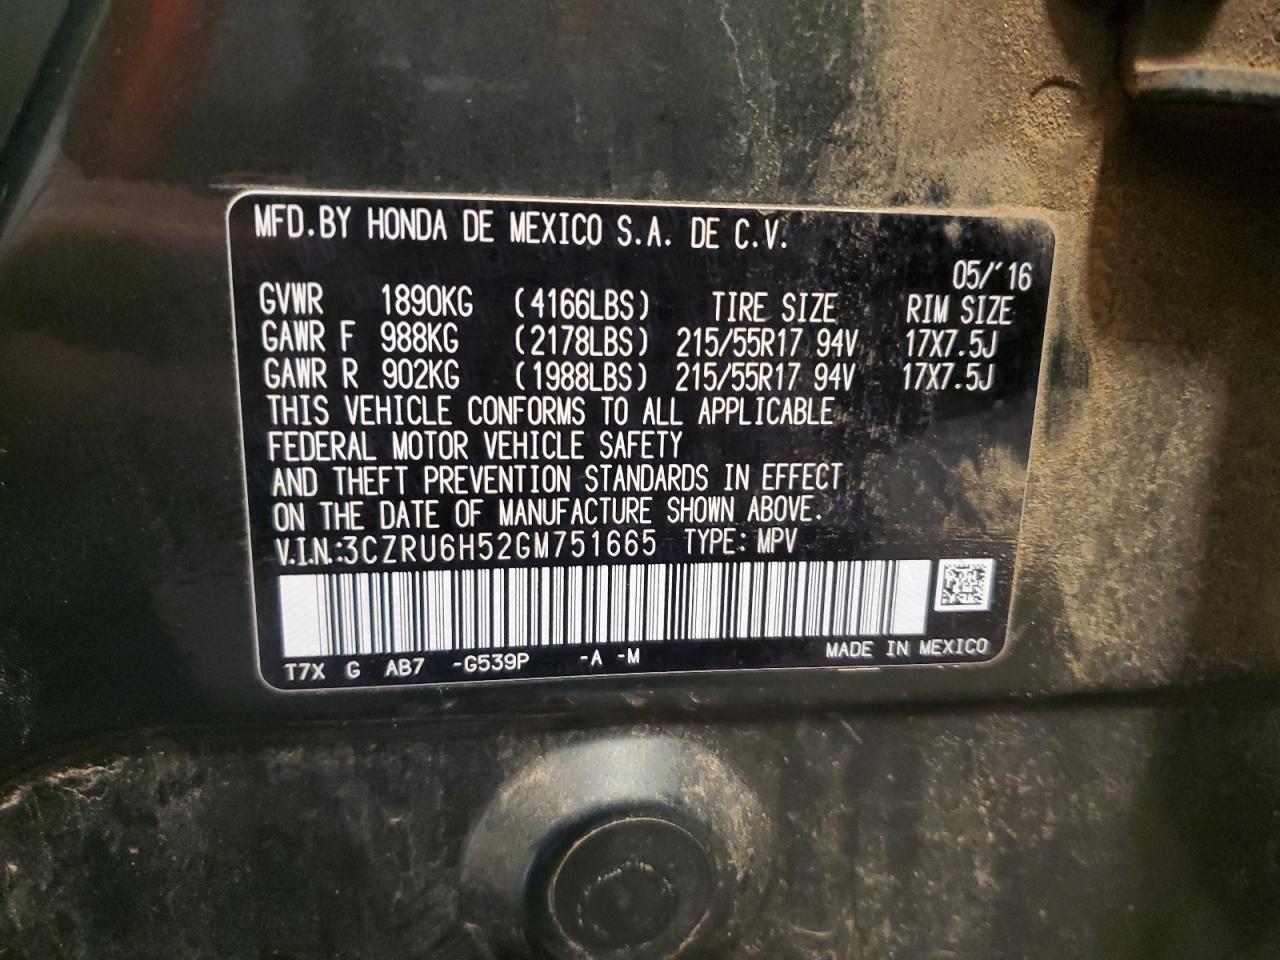 MFD.BY HONDA DE MEXICO S.A. DE C.V.
05/'16
GVWR 1890KG (4166LBS) TIRE SIZE RIM SIZE
GAWR F 988KG (2178LBS) 215/55R17 94V 17X7.5J
GAWR R 902KG (1988LBS) 215/55R17 94V 17X7.5J
THIS VEHICLE CONFORMS TO ALL APPLICABLE
FEDERAL MOTOR VEHICLE SAFETY
AND THEFT PREVENTION STANDARDS IN EFFECT
ON THE DATE OF MANUFACTURE SHOWN ABOVE.
V.I.N.:3CZRU6H52GM751665 TYPE: MPV
T7X G AB7 -G539P -A -M MADE IN MEXICO